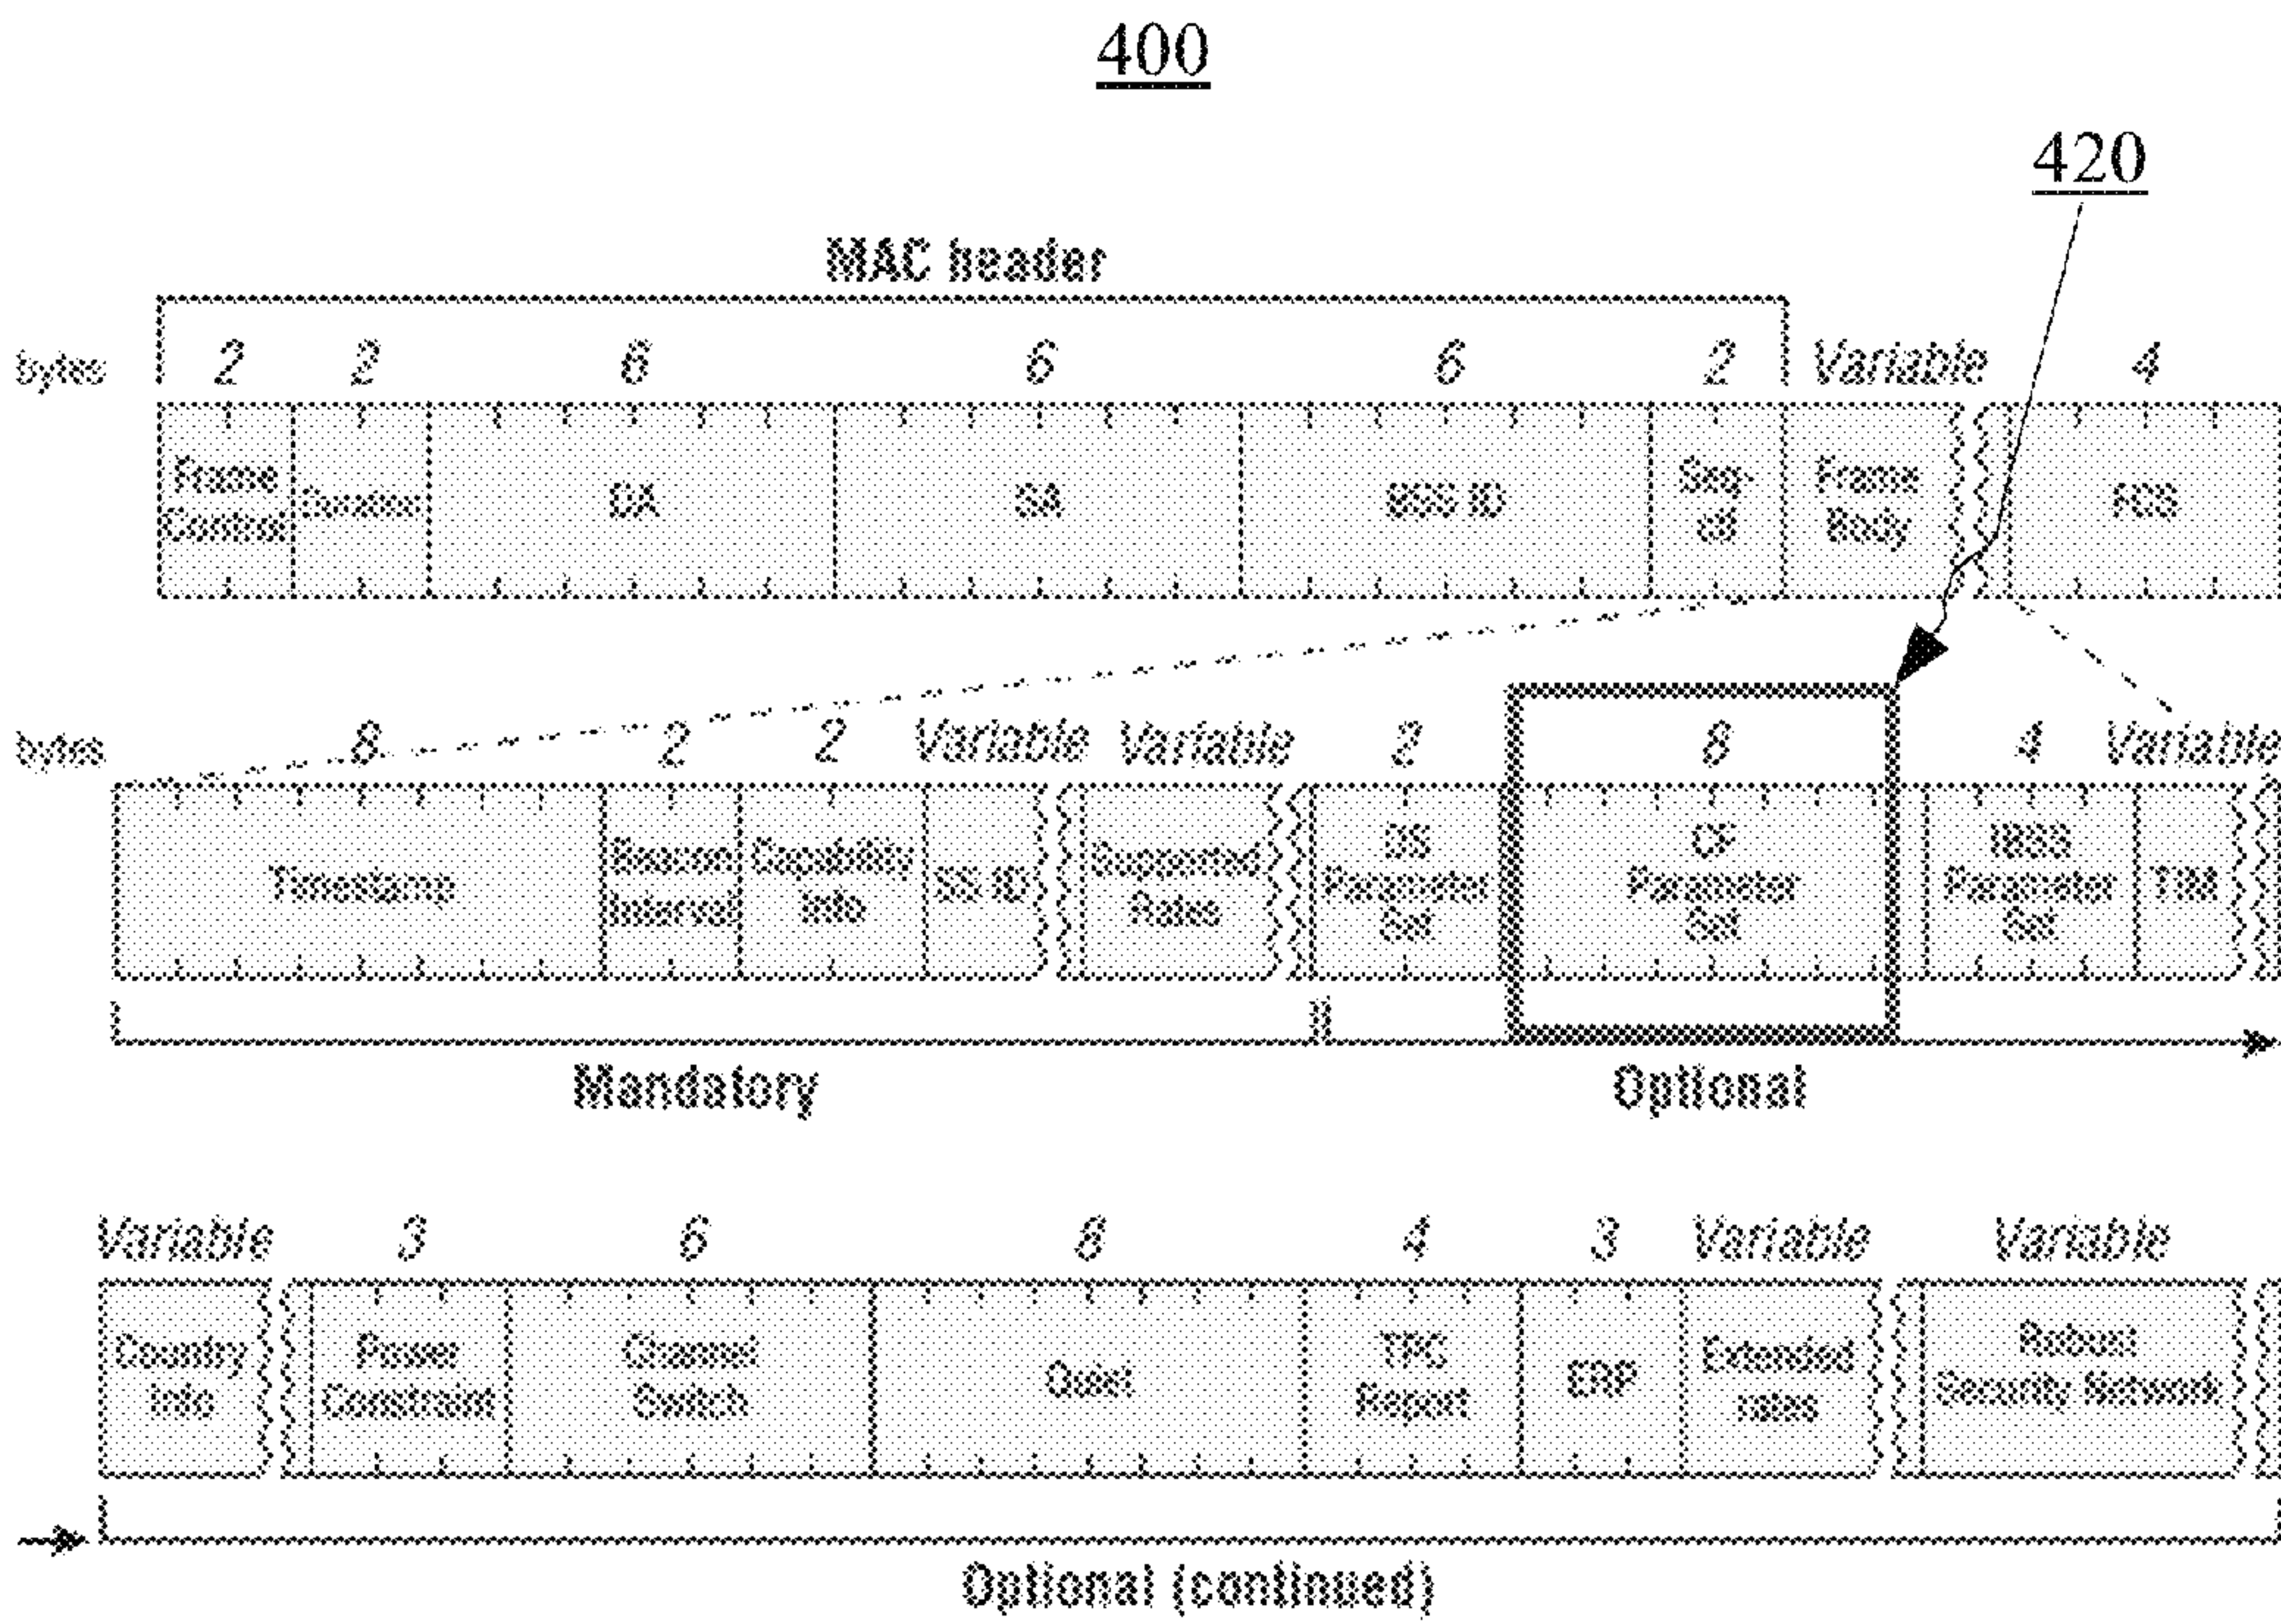 400
420
MAC header
bytes 2 2 6 6 6 2 Variable 4
Frame Control Duration DA SA BSS ID Seq-ctl Frame Body FCS
bytes 8 2 2 Variable Variable 2 8 4 Variable
Timestamp Beacon Interval Capability Info SS ID Supported Rates DS Parameter Set CF Parameter Set IBSS Parameter Set TIM
Mandatory Optional
Variable 3 6 8 4 3 Variable Variable
Country Info Power Constraint Channel Switch Quiet TPC Report ERP Extended rates Robust Security Network
Optional (continued)